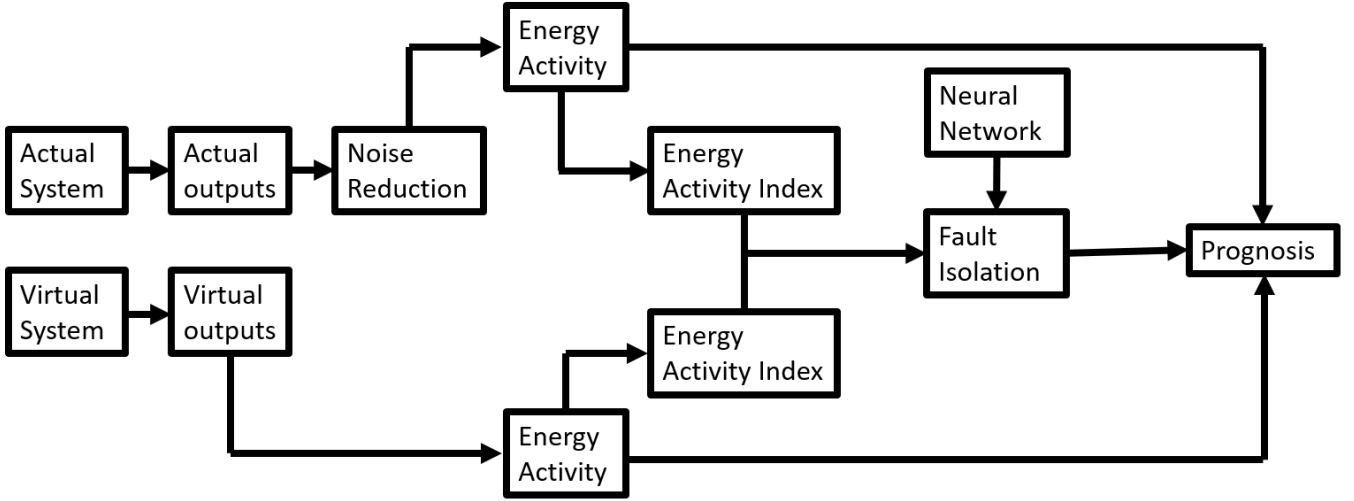 Energy
Activity
Neural
Network
Actual
System
Actual
outputs
Noise
Reduction
Energy
Activity Index
Fault
Isolation
Prognosis
Virtual
System
Virtual
outputs
Energy
Activity Index
Energy
Activity